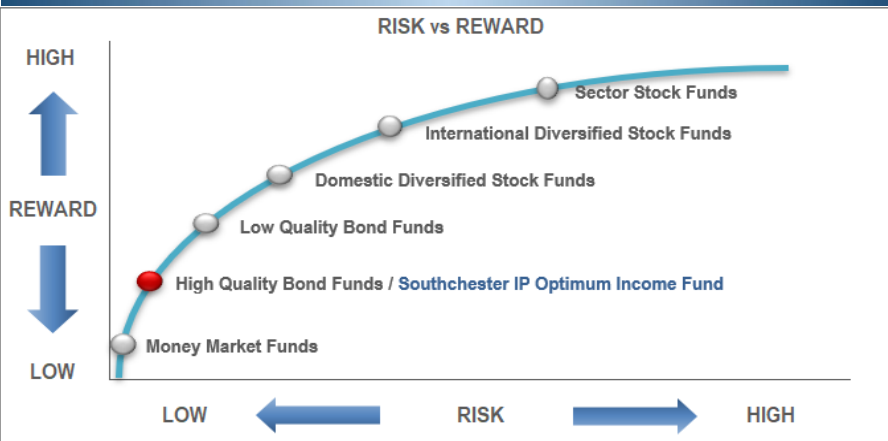 RISK vs REWARD
HIGH
Sector Stock Funds
International Diversified Stock Funds
Domestic Diversified Stock Funds
REWARD
Low Quality Bond Funds
High Quality Bond Funds / Southchester IP Optimum Income Fund
Money Market Funds
LOW
LOW RISK HIGH